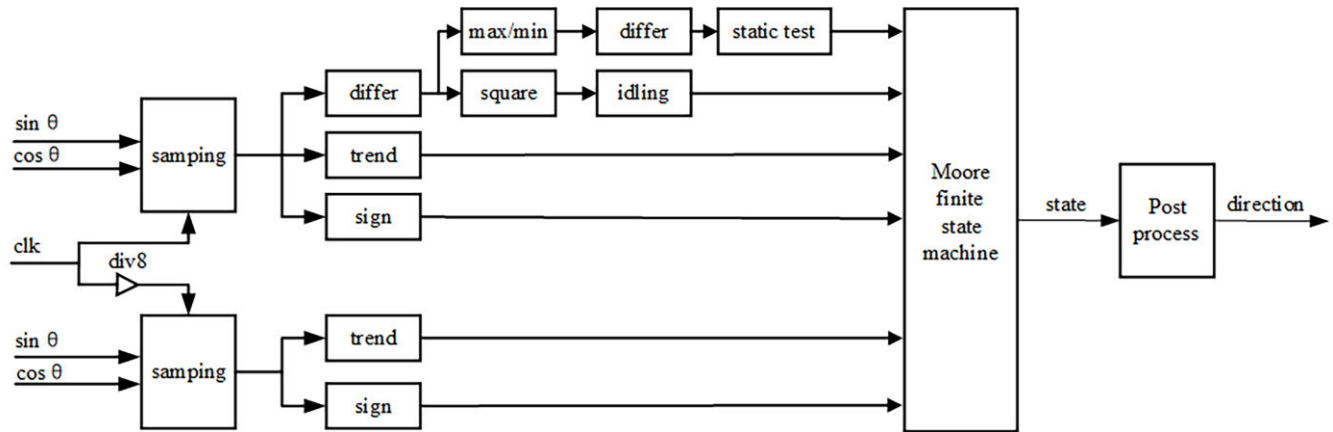 max/min
differ
static test
differ
square
idling
sin θ
cos θ
samping
trend
sign
Moore
finite
state
machine
state
Post
process
direction
clk
div8
sin θ
cos θ
samping
trend
sign